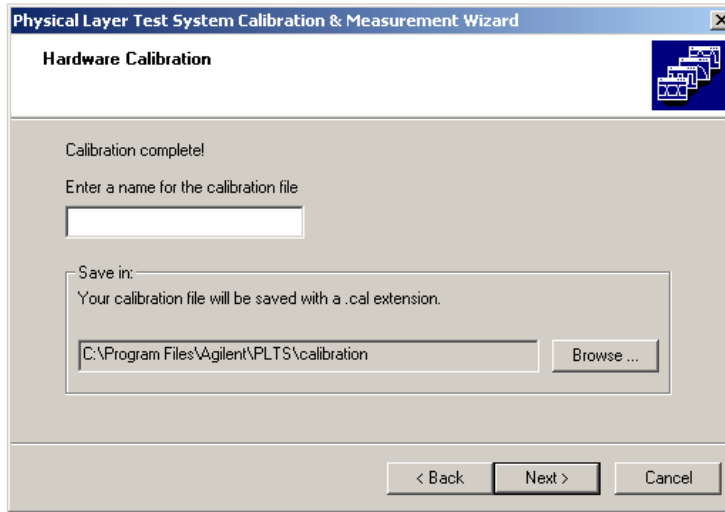 Physical Layer Test System Calibration & Measurement Wizard
Hardware Calibration
Calibration complete!
Enter a name for the calibration file
Save in:
Your calibration file will be saved with a .cal extension.
C:\Program Files\Agilent\PLTS\calibration
Browse ...
< Back
Next >
Cancel